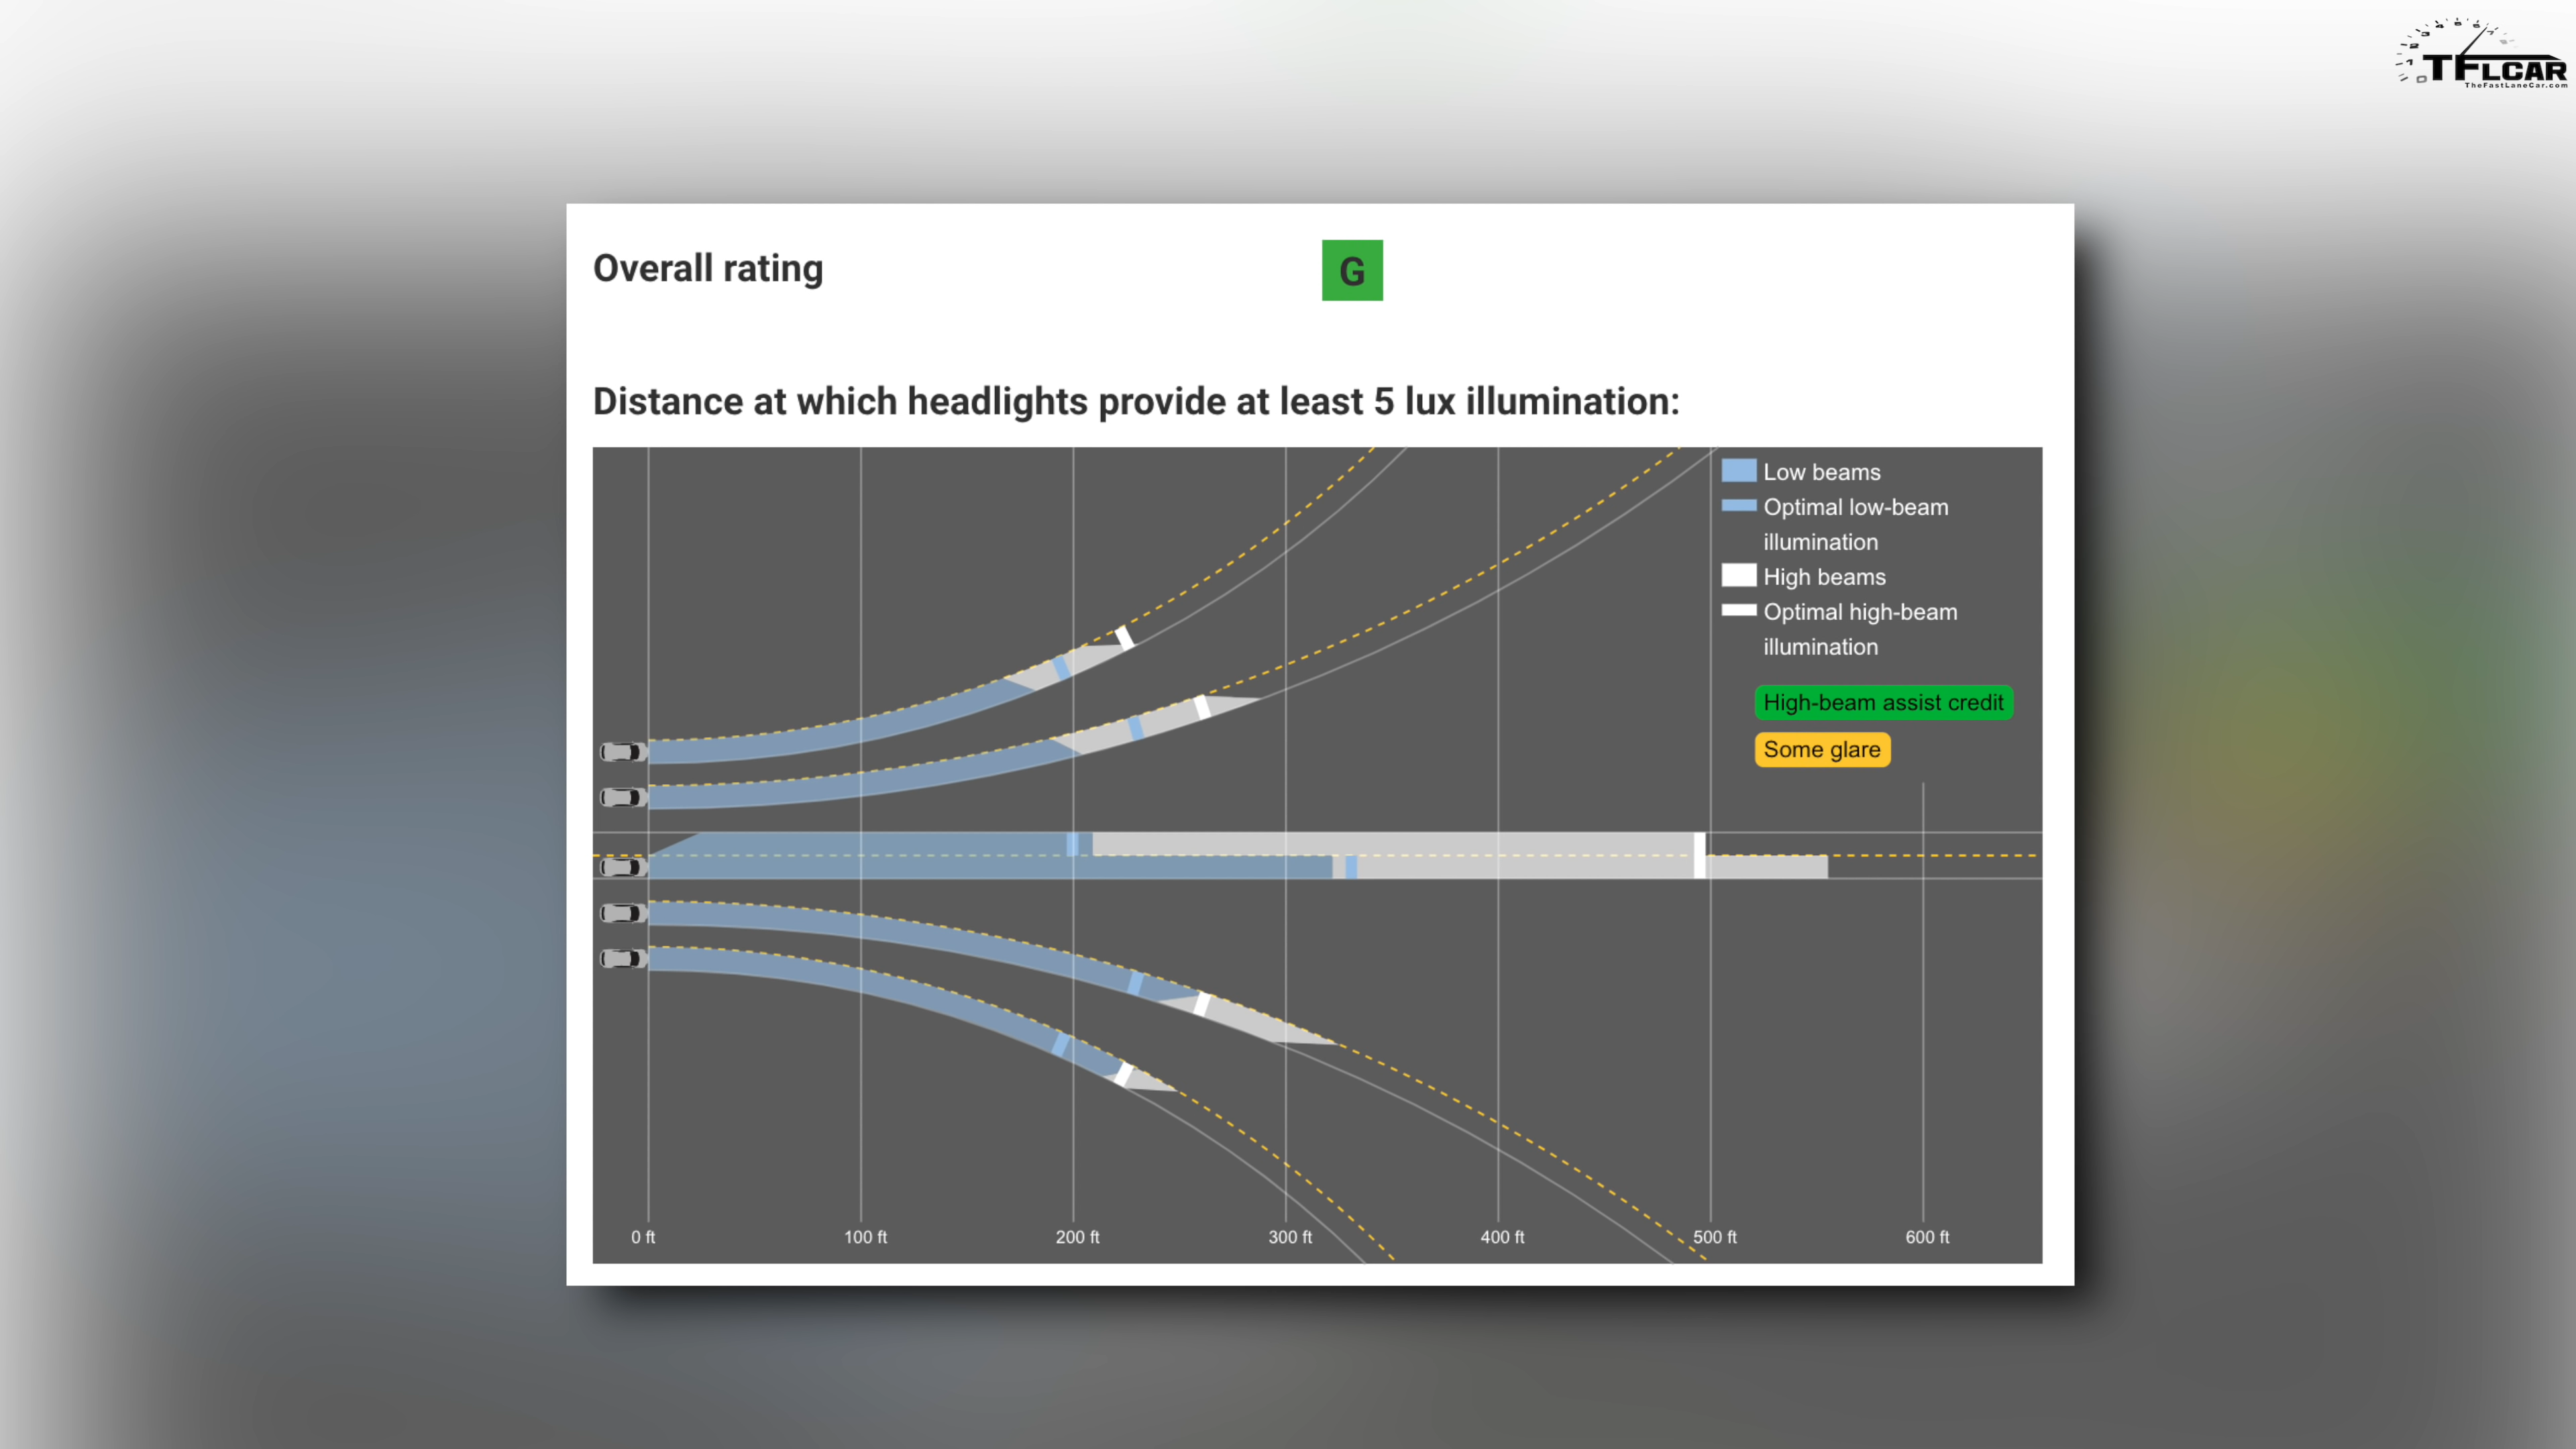 TFLCAR
TheFastLaneCar.com
Overall rating
G
Distance at which headlights provide at least 5 lux illumination:
Low beams
Optimal low-beam
illumination
High beams
Optimal high-beam
illumination
High-beam assist credit
Some glare
0 ft
100 ft
200 ft
300 ft
400 ft
500 ft
600 ft